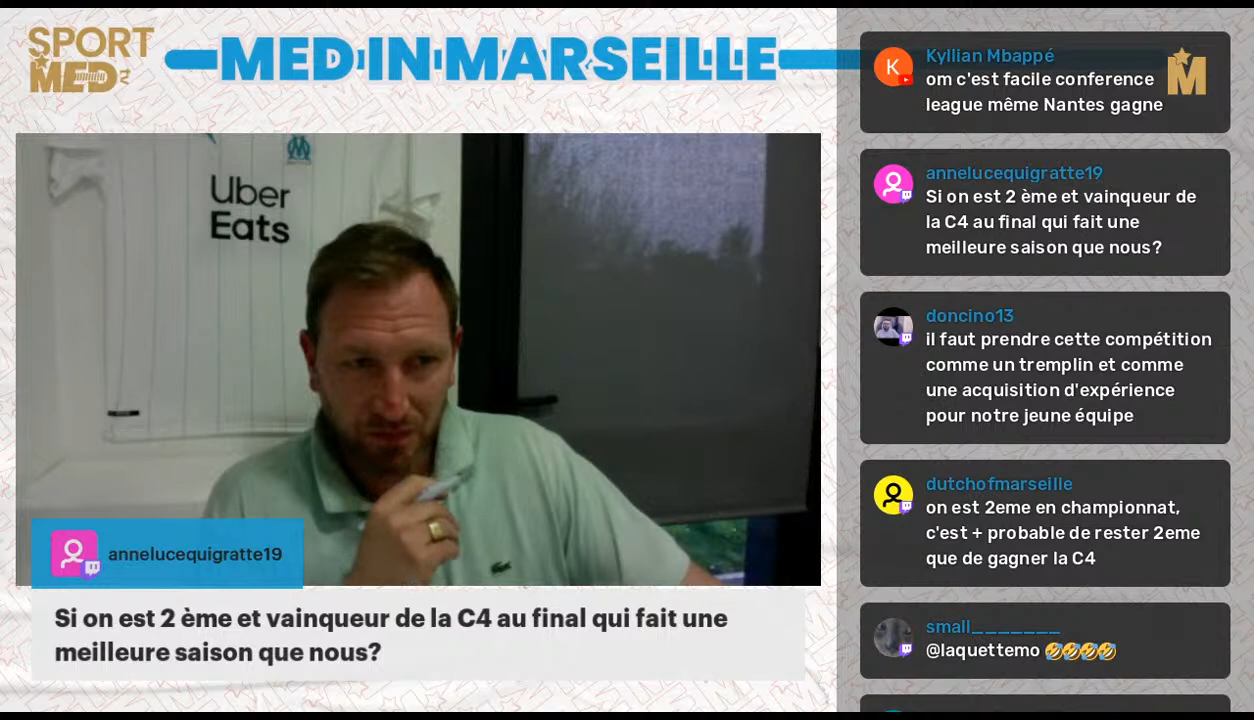 SPORT
MED
MED IN MARSEILLE
Uber
Eats
annelucequigratte19
Si on est 2 ème et vainqueur de la C4 au final qui fait une
meilleure saison que nous?
K
Kylian Mbappé
om c'est facile conference
league même Nantes gagne
M
annelucequigratte19
Si on est 2 ème et vainqueur de
la C4 au final qui fait une
meilleure saison que nous?
doncino13
il faut prendre cette compétition
comme un tremplin et comme
une acquisition d'expérience
pour notre jeune équipe
dutchofmarseille
on est 2eme en championnat,
c'est + probable de rester 2eme
que de gagner la C4
small_______
@laquettemo 🤣🤣🤣🤣